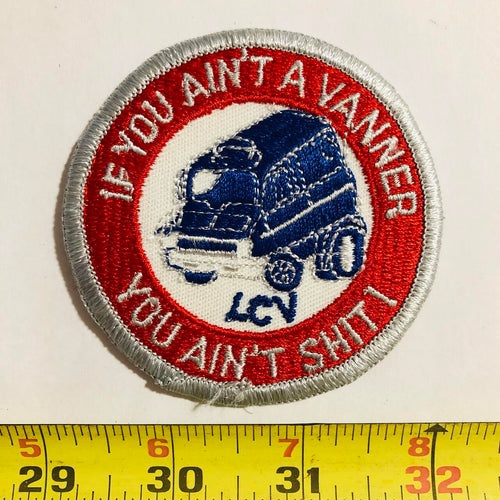 IF YOU AIN'T A VANNER
LCV
YOU AIN'T SHIT!
5 6 7 8
29 30 31 32